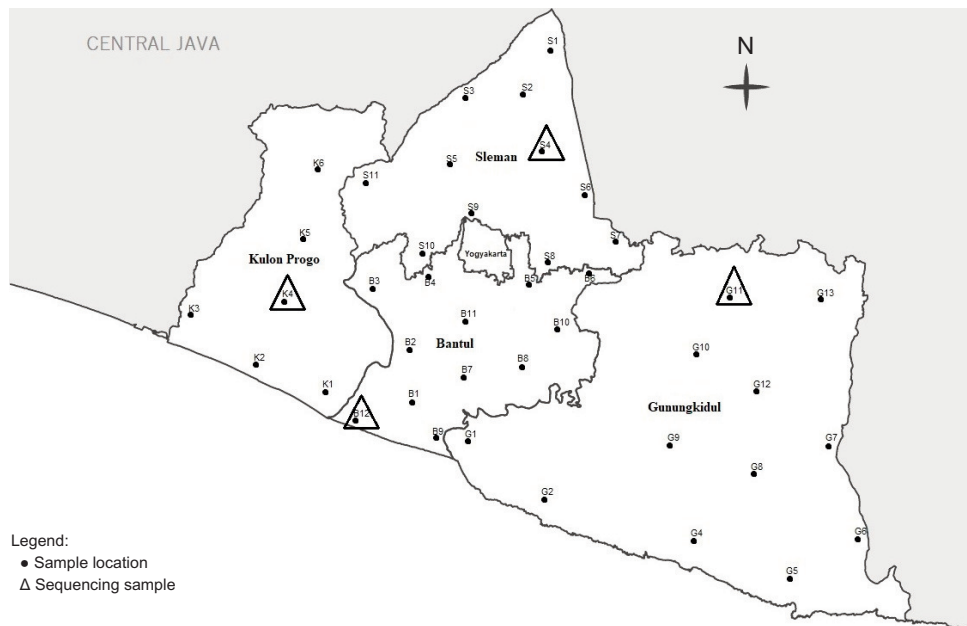 CENTRAL JAVA
N
S1
S2
S3
S4
Sleman
S5
K6
S11
S6
S9
K5
S10
Yogyakarta
S7
S8
Kulon Progo
B3
B4
B5
B6
K4
G11
G13
K3
B11
B10
Bantul
B2
G10
K2
B8
B7
K1
G12
B1
B12
Gunungkidul
B9
G1
G9
G7
G8
G2
G4
G6
G5
Legend:
● Sample location
Δ Sequencing sample